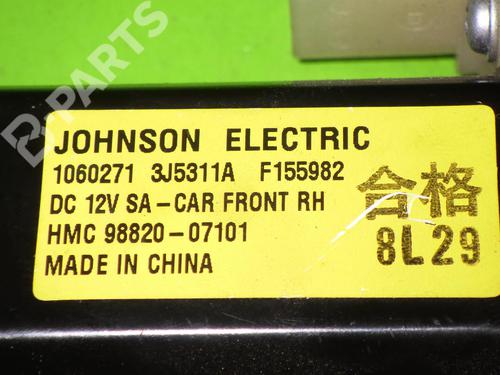 B-PARTS
JOHNSON ELECTRIC
1060271 3J5311A F155982
DC 12V SA-CAR FRONT RH
HMC 98820-07101
MADE IN CHINA
合格
8L29